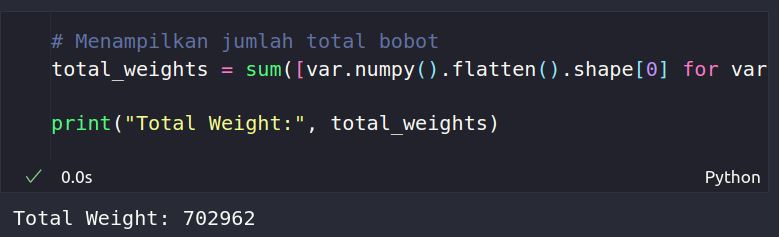 # Menampilkan jumlah total bobot
total_weights = sum([var.numpy().flatten().shape[0] for var
print("Total Weight:", total_weights)
0.0s
Python
Total Weight: 702962